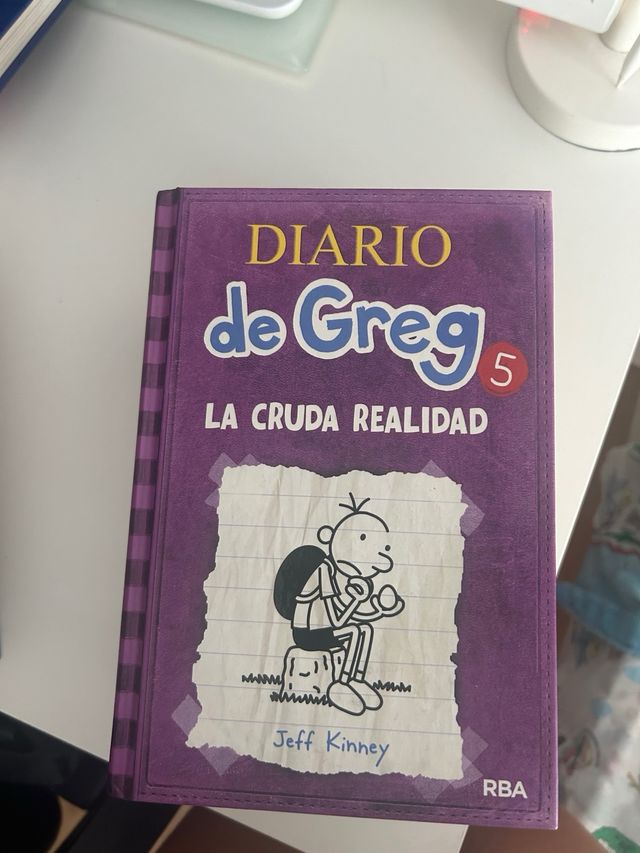 DIARIO
de Greg 5
LA CRUDA REALIDAD
Jeff Kinney
RBA